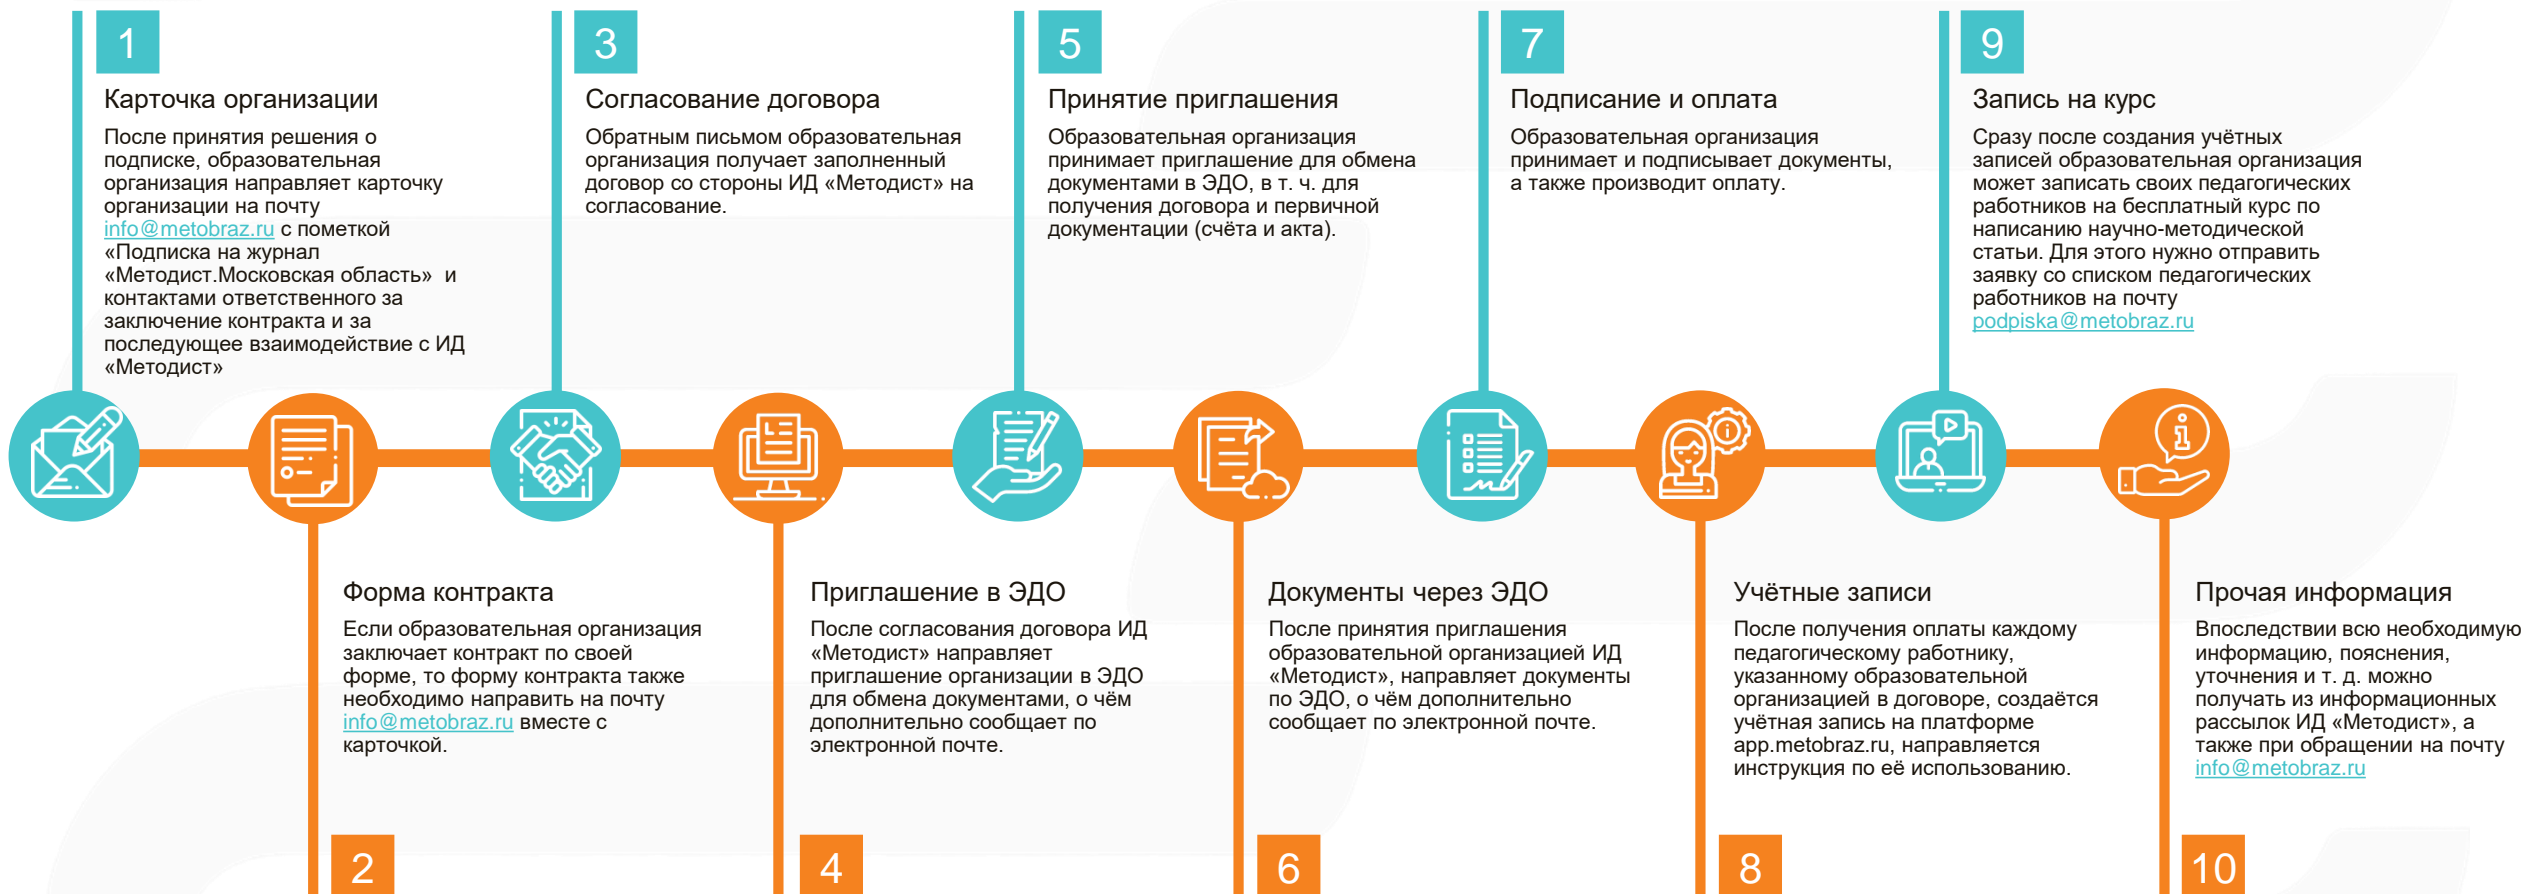 1
Карточка организации
После принятия решения о
подписке, образовательная
организация направляет карточку
организации на почту
info@metobraz.ru с пометкой
«Подписка на журнал
«Методист.Московская область»  и
контактами ответственного за
заключение контракта и за
последующее взаимодействие с ИД
«Методист»
Форма контракта
Если образовательная организация
заключает контракт по своей
форме, то форму контракта также
необходимо направить на почту
info@metobraz.ru вместе с
карточкой.
2
3
Согласование договора
Обратным письмом образовательная
организация получает заполненный
договор со стороны ИД «Методист» на
согласование.
Приглашение в ЭДО
После согласования договора ИД
«Методист» направляет
приглашение организации в ЭДО
для обмена документами, о чём
дополнительно сообщает по
электронной почте.
4
5
Принятие приглашения
Образовательная организация
принимает приглашение для обмена
документами в ЭДО, в т. ч. для
получения договора и первичной
документации (счёта и акта).
Документы через ЭДО
После принятия приглашения
образовательной организацией ИД
«Методист», направляет документы
по ЭДО, о чём дополнительно
сообщает по электронной почте.
6
7
Подписание и оплата
Образовательная организация
принимает и подписывает документы,
а также производит оплату.
Учётные записи
После получения оплаты каждому
педагогическому работнику,
указанному образовательной
организацией в договоре, создаётся
учётная запись на платформе
app.metobraz.ru, направляется
инструкция по её использованию.
8
9
Запись на курс
Сразу после создания учётных
записей образовательная организация
может записать своих педагогических
работников на бесплатный курс по
написанию научно-методической
статьи. Для этого нужно отправить
заявку со списком педагогических
работников на почту
podpiska@metobraz.ru
Прочая информация
Впоследствии всю необходимую
информацию, пояснения,
уточнения и т. д. можно
получать из информационных
рассылок ИД «Методист», а
также при обращении на почту
info@metobraz.ru
10